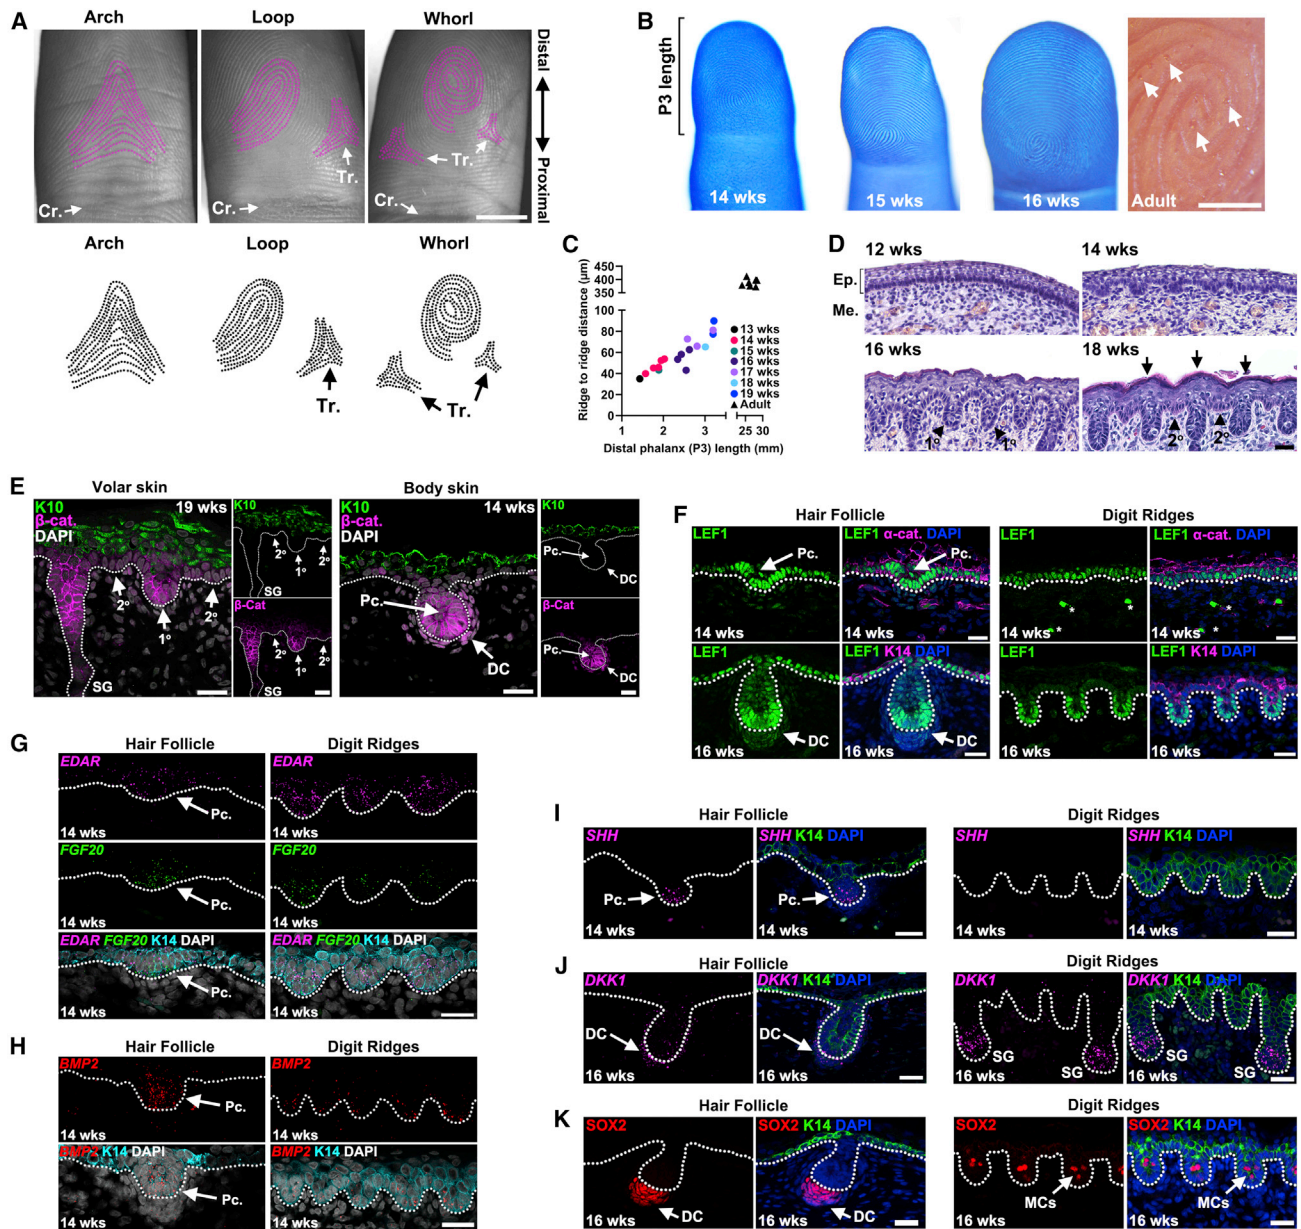 A
Arch Loop Whorl
Distal
Proximal
Tr.
Tr.
Cr. Cr. Cr.
Arch Loop Whorl
Tr. Tr.
B
P3 length
14 wks 15 wks 16 wks Adult
C
Ridge to ridge distance (µm)
450
400
350
100
80
60
40
20
0
1 2 3 25 30
Distal phalanx (P3) length (mm)
13 wks
14 wks
15 wks
16 wks
17 wks
18 wks
19 wks
Adult
D
12 wks 14 wks
Ep.
Me.
16 wks 18 wks
1° 1° 2° 2°
E
Volar skin Body skin
K10 19 wks
β-cat.
DAPI
2° 1° 2°
SG
K10
2° 1° 2°
SG
β-Cat
2° 1° 2°
SG
K10 14 wks
β-cat.
DAPI
Pc.
DC
K10
Pc.
DC
β-Cat
Pc.
DC
F
Hair Follicle Digit Ridges
LEF1 LEF1 α-cat. DAPI LEF1 LEF1 α-cat. DAPI
Pc. Pc.
* * * * * *
14 wks 14 wks 14 wks 14 wks
LEF1 LEF1 K14 DAPI LEF1 LEF1 K14 DAPI
DC DC
16 wks 16 wks 16 wks 16 wks
G
Hair Follicle Digit Ridges
EDAR EDAR
Pc.
14 wks 14 wks
FGF20 FGF20
Pc.
14 wks 14 wks
EDAR FGF20 K14 DAPI EDAR FGF20 K14 DAPI
Pc.
14 wks 14 wks
H
Hair Follicle Digit Ridges
BMP2 BMP2
Pc.
14 wks 14 wks
BMP2 K14 DAPI BMP2 K14 DAPI
Pc.
14 wks 14 wks
I
Hair Follicle Digit Ridges
SHH SHH K14 DAPI SHH SHH K14 DAPI
Pc. Pc.
14 wks 14 wks 14 wks 14 wks
J
Hair Follicle Digit Ridges
DKK1 DKK1 K14 DAPI DKK1 DKK1 K14 DAPI
DC DC
SG SG
16 wks 16 wks 16 wks 16 wks
K
Hair Follicle Digit Ridges
SOX2 SOX2 K14 DAPI SOX2 SOX2 K14 DAPI
DC DC MCs MCs
16 wks 16 wks 16 wks 16 wks